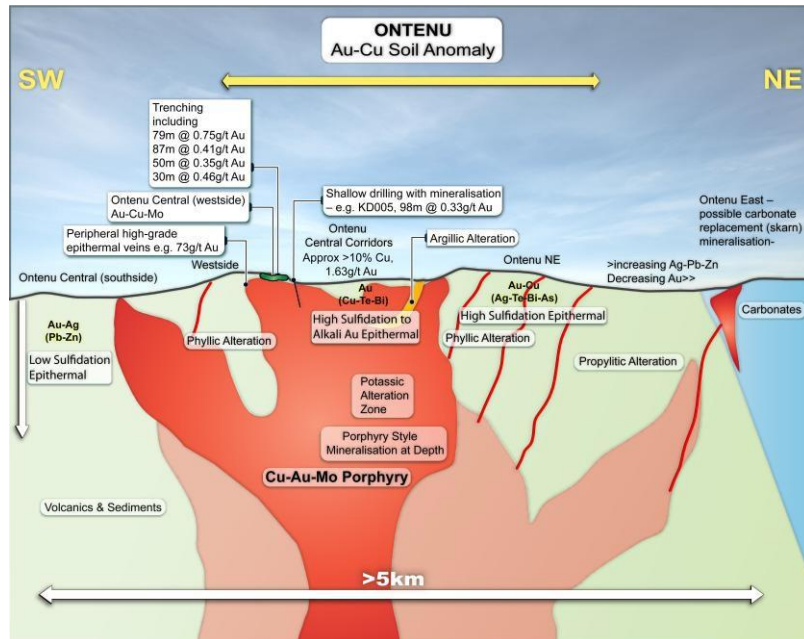 ONTENU
Au-Cu Soil Anomaly
SW
NE
Trenching
including
79m @ 0.75g/t Au
87m @ 0.41g/t Au
50m @ 0.35g/t Au
30m @ 0.46g/t Au
Ontenu Central (westside)
Au-Cu-Mo
Peripheral high-grade
epithermal veins e.g. 73g/t Au
Shallow drilling with mineralisation
– e.g. KD005, 98m @ 0.33g/t Au
Ontenu
Central Corridors
Approx >10% Cu,
1.63g/t Au
Argillic Alteration
Ontenu East –
possible carbonate
replacement (skarn)
mineralisation-
Ontenu Central (southside)
Westside
Ontenu NE
>increasing Ag-Pb-Zn
Decreasing Au>>
Au-Ag
(Pb-Zn)
Low Sulfidation
Epithermal
Phyllic Alteration
Au
(Cu-Te-Bi)
High Sulfidation to
Alkali Au Epithermal
Au-Cu
(Ag-Te-Bi-As)
High Sulfidation Epithermal
Phyllic Alteration
Propylitic Alteration
Carbonates
Potassic
Alteration
Zone
Porphyry Style
Mineralisation at Depth
Cu-Au-Mo Porphyry
Volcanics & Sediments
>5km